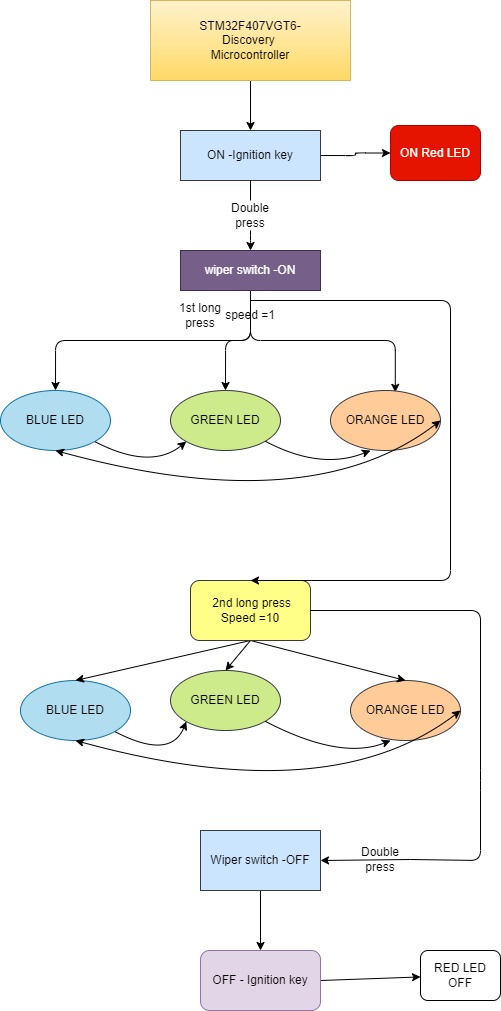 STM32F407VGT6-
Discovery
Microcontroller
ON -Ignition key
ON Red LED
Double
press
wiper switch -ON
1st long
press
speed =1
BLUE LED
GREEN LED
ORANGE LED
2nd long press
Speed =10
BLUE LED
GREEN LED
ORANGE LED
Wiper switch -OFF
Double
press
OFF - Ignition key
RED LED
OFF